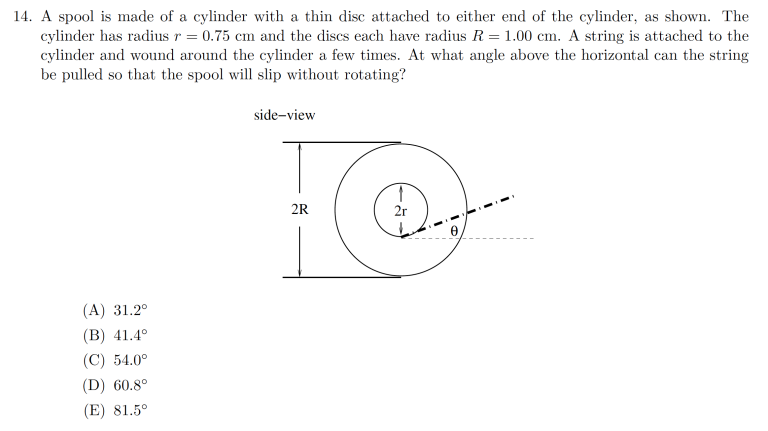 14. A spool is made of a cylinder with a thin disc attached to either end of the cylinder, as shown. The
cylinder has radius r = 0.75 cm and the discs each have radius R = 1.00 cm. A string is attached to the
cylinder and wound around the cylinder a few times. At what angle above the horizontal can the string
be pulled so that the spool will slip without rotating?
side−view
2R
2r
θ
(A) 31.2°
(B) 41.4°
(C) 54.0°
(D) 60.8°
(E) 81.5°